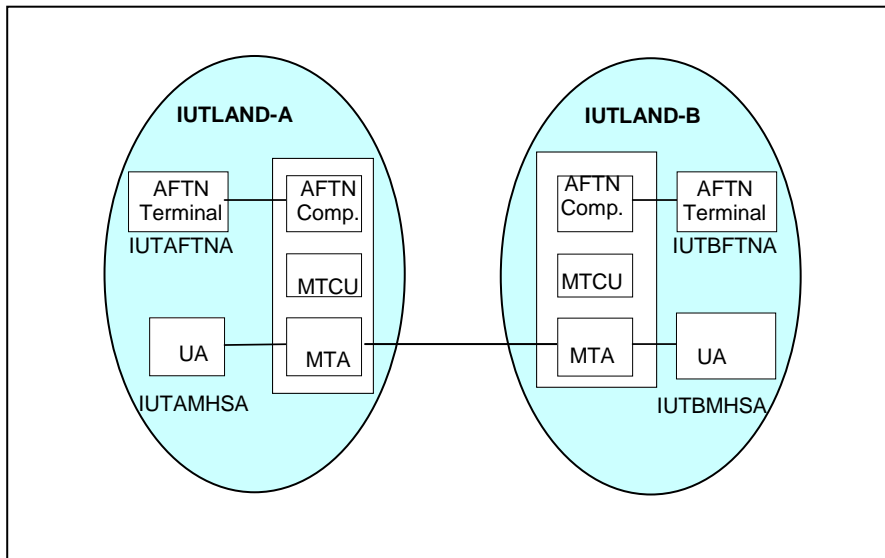 IUTLAND-A
AFTN
Terminal
IUTAFTNA
AFTN
Comp.
MTCU
UA
MTA
IUTAMHSA
IUTLAND-B
AFTN
Comp.
AFTN
Terminal
IUTBFTNA
MTCU
MTA
UA
IUTBMHSA